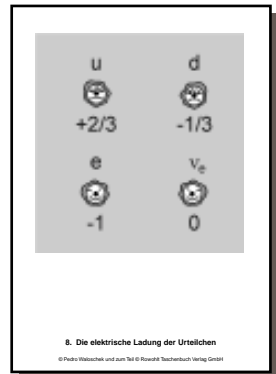 u d
+2/3 -1/3
e νe
-1 0
8. Die elektrische Ladung der Urteilchen
© Pedro Waloschek und zum Teil © Rowohlt Taschenbuch Verlag GmbH